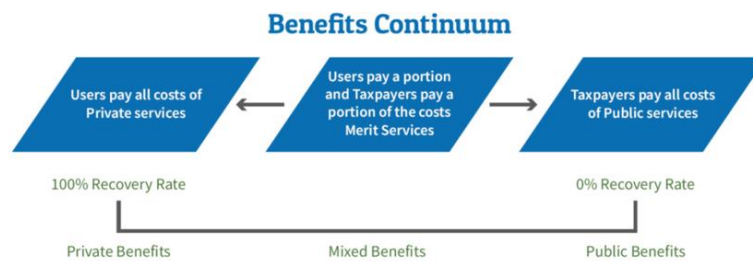 Benefits Continuum
Users pay all costs of
Private services
Users pay a portion
and Taxpayers pay a
portion of the costs
Merit Services
Taxpayers pay all costs
of Public services
100% Recovery Rate
0% Recovery Rate
Private Benefits
Mixed Benefits
Public Benefits